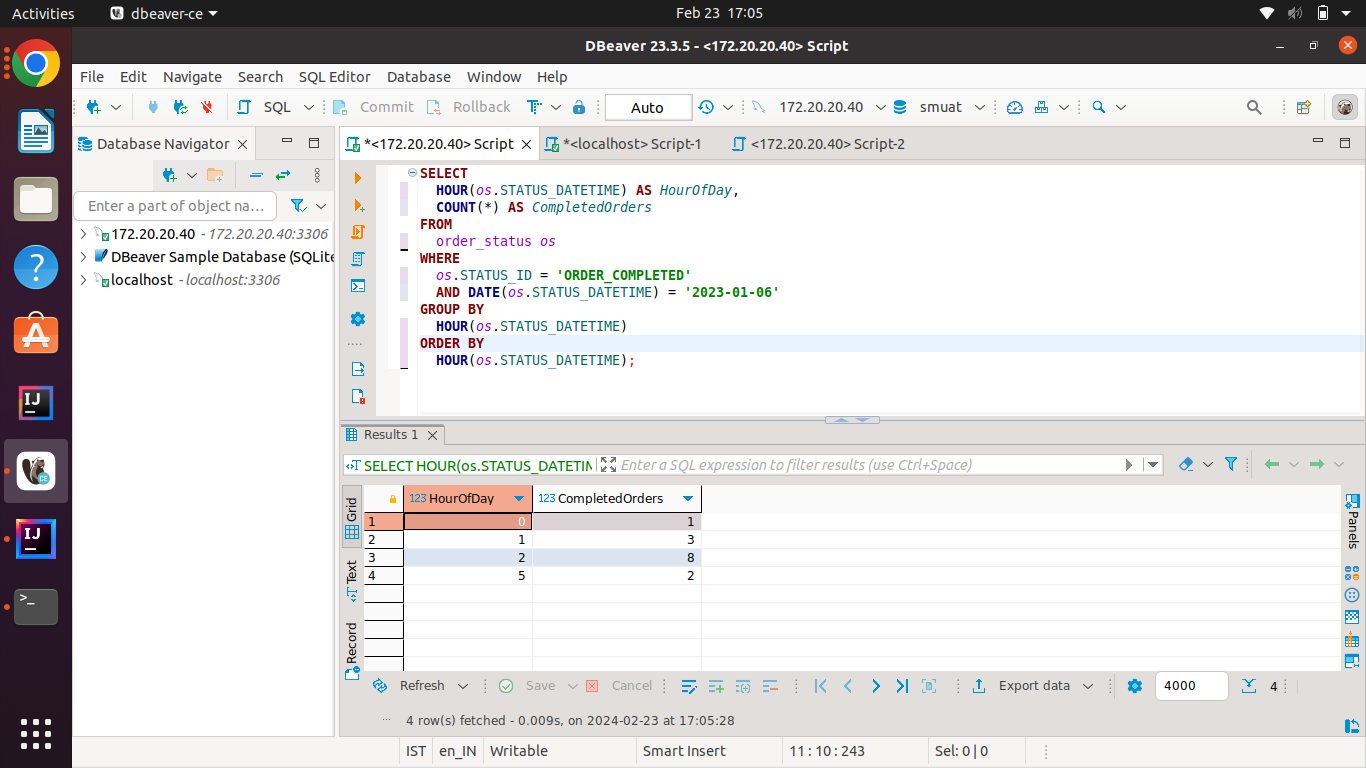 Activities dbeaver-ce Feb 23 17:05
DBeaver 23.3.5 - <172.20.20.40> Script
File Edit Navigate Search SQL Editor Database Window Help
SQL Commit Rollback Auto 172.20.20.40 smuat
Database Navigator
Enter a part of object na...
172.20.20.40 - 172.20.20.40:3306
DBeaver Sample Database (SQLite
localhost - localhost:3306
*<172.20.20.40> Script *<localhost> Script-1 <172.20.20.40> Script-2
SELECT
HOUR(os.STATUS_DATETIME) AS HourOfDay,
COUNT(*) AS CompletedOrders
FROM
order_status os
WHERE
os.STATUS_ID = 'ORDER_COMPLETED'
AND DATE(os.STATUS_DATETIME) = '2023-01-06'
GROUP BY
HOUR(os.STATUS_DATETIME)
ORDER BY
HOUR(os.STATUS_DATETIME);
Results 1
SELECT HOUR(os.STATUS_DATETIN Enter a SQL expression to filter results (use Ctrl+Space)
Grid
Text
Record
123 HourOfDay 123 CompletedOrders
1 0 1
2 1 3
3 2 8
4 5 2
Panels
Refresh Save Cancel Export data 4000 4
4 row(s) fetched - 0.009s, on 2024-02-23 at 17:05:28
IST en_IN Writable Smart Insert 11 : 10 : 243 Sel: 0 | 0